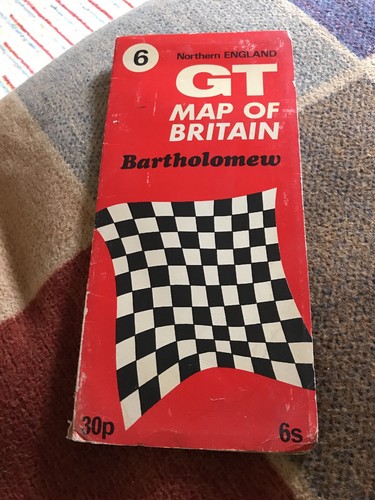 6
Northern ENGLAND
GT
MAP OF
BRITAIN
Bartholomew
30p 6s